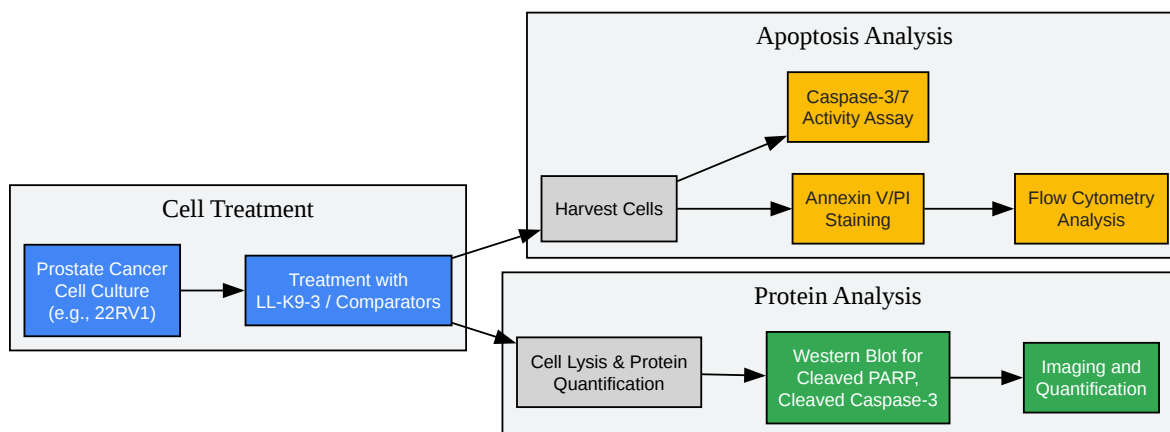 Cell Treatment
Prostate Cancer
Cell Culture
(e.g., 22RV1)
Treatment with
LL-K9-3 / Comparators
Apoptosis Analysis
Harvest Cells
Caspase-3/7
Activity Assay
Annexin V/PI
Staining
Flow Cytometry
Analysis
Protein Analysis
Cell Lysis & Protein
Quantification
Western Blot for
Cleaved PARP,
Cleaved Caspase-3
Imaging and
Quantification